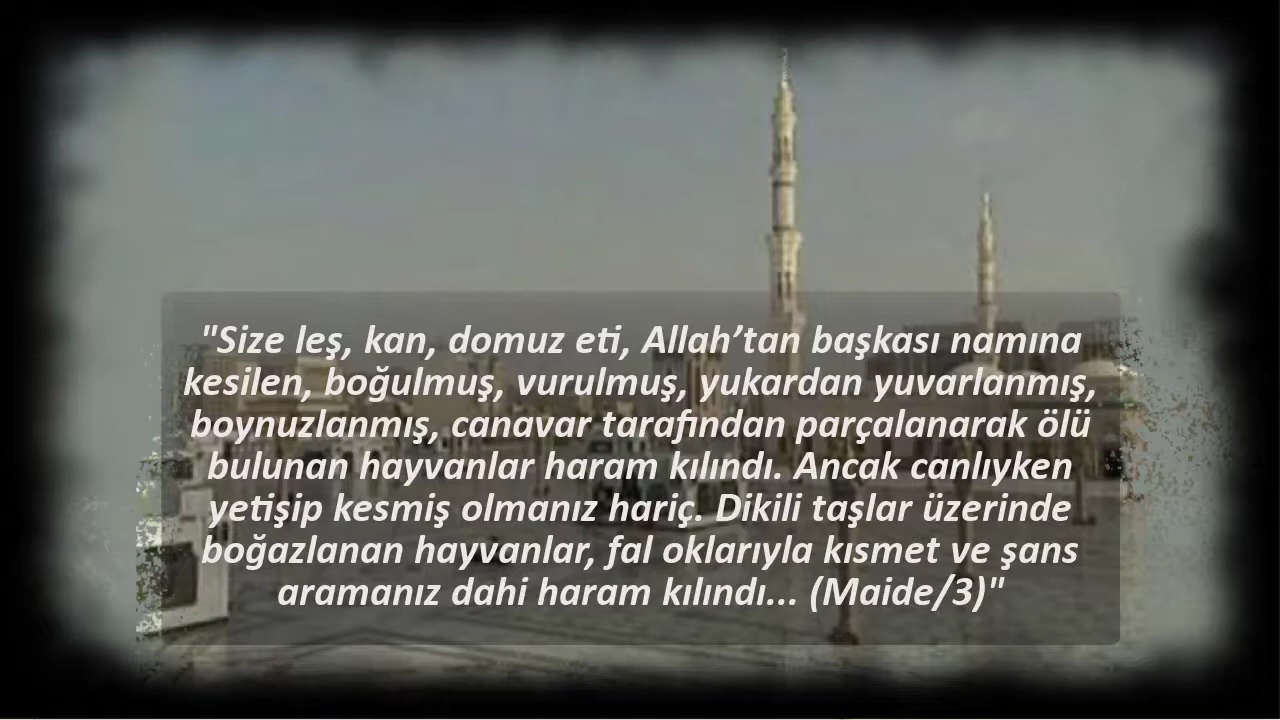 "Size leş, kan, domuz eti, Allah’tan başkası namına
kesilen, boğulmuş, vurulmuş, yukardan yuvarlanmış,
boynuzlanmış, canavar tarafından parçalanarak ölü
bulunan hayvanlar haram kılındı. Ancak canlıyken
yetişip kesmiş olmanız hariç. Dikili taşlar üzerinde
boğazlanan hayvanlar, fal oklarıyla kısmet ve şans
aramanız dahi haram kılındı... (Maide/3)"